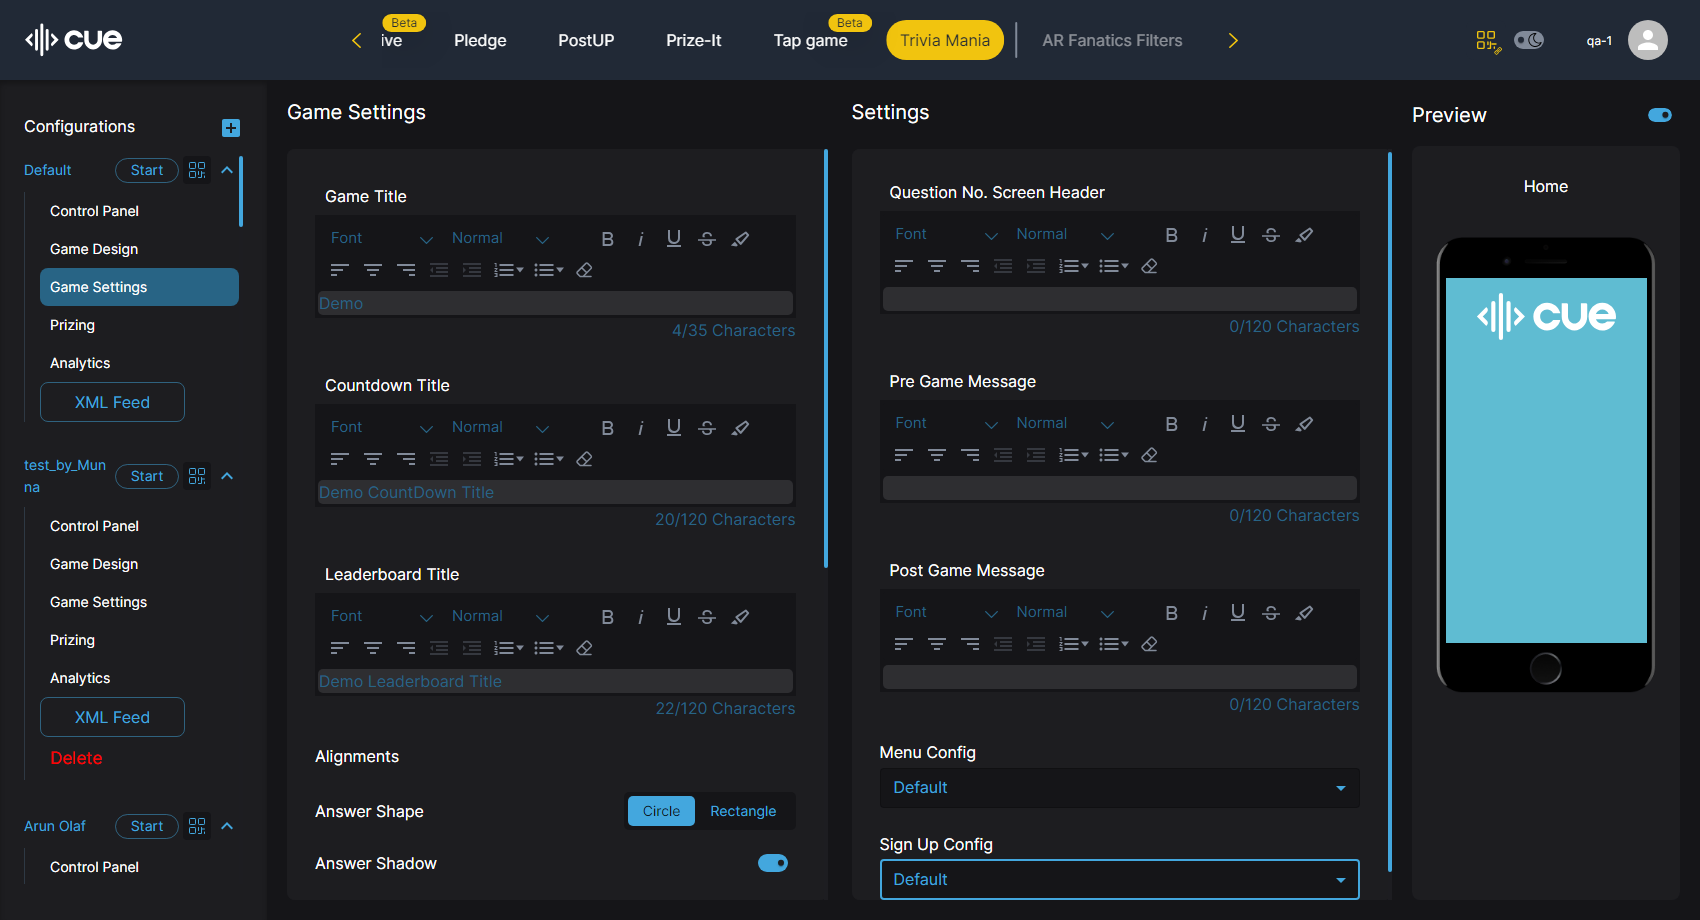 cue
Beta
ive
Pledge
PostUP
Prize-It
Beta
Tap game
Trivia Mania
AR Fanatics Filters
qa-1
Configurations
Default
Start
Control Panel
Game Design
Game Settings
Prizing
Analytics
XML Feed
test_by_Mun
na
Start
Control Panel
Game Design
Game Settings
Prizing
Analytics
XML Feed
Delete
Arun Olaf
Start
Control Panel
Game Settings
Game Title
Font
Normal
B
i
U
S
Demo
4/35 Characters
Countdown Title
Font
Normal
B
i
U
S
Demo CountDown Title
20/120 Characters
Leaderboard Title
Font
Normal
B
i
U
S
Demo Leaderboard Title
22/120 Characters
Alignments
Answer Shape
Circle
Rectangle
Answer Shadow
Settings
Question No. Screen Header
Font
Normal
B
i
U
S
0/120 Characters
Pre Game Message
Font
Normal
B
i
U
S
0/120 Characters
Post Game Message
Font
Normal
B
i
U
S
0/120 Characters
Menu Config
Default
Sign Up Config
Default
Preview
Home
cue